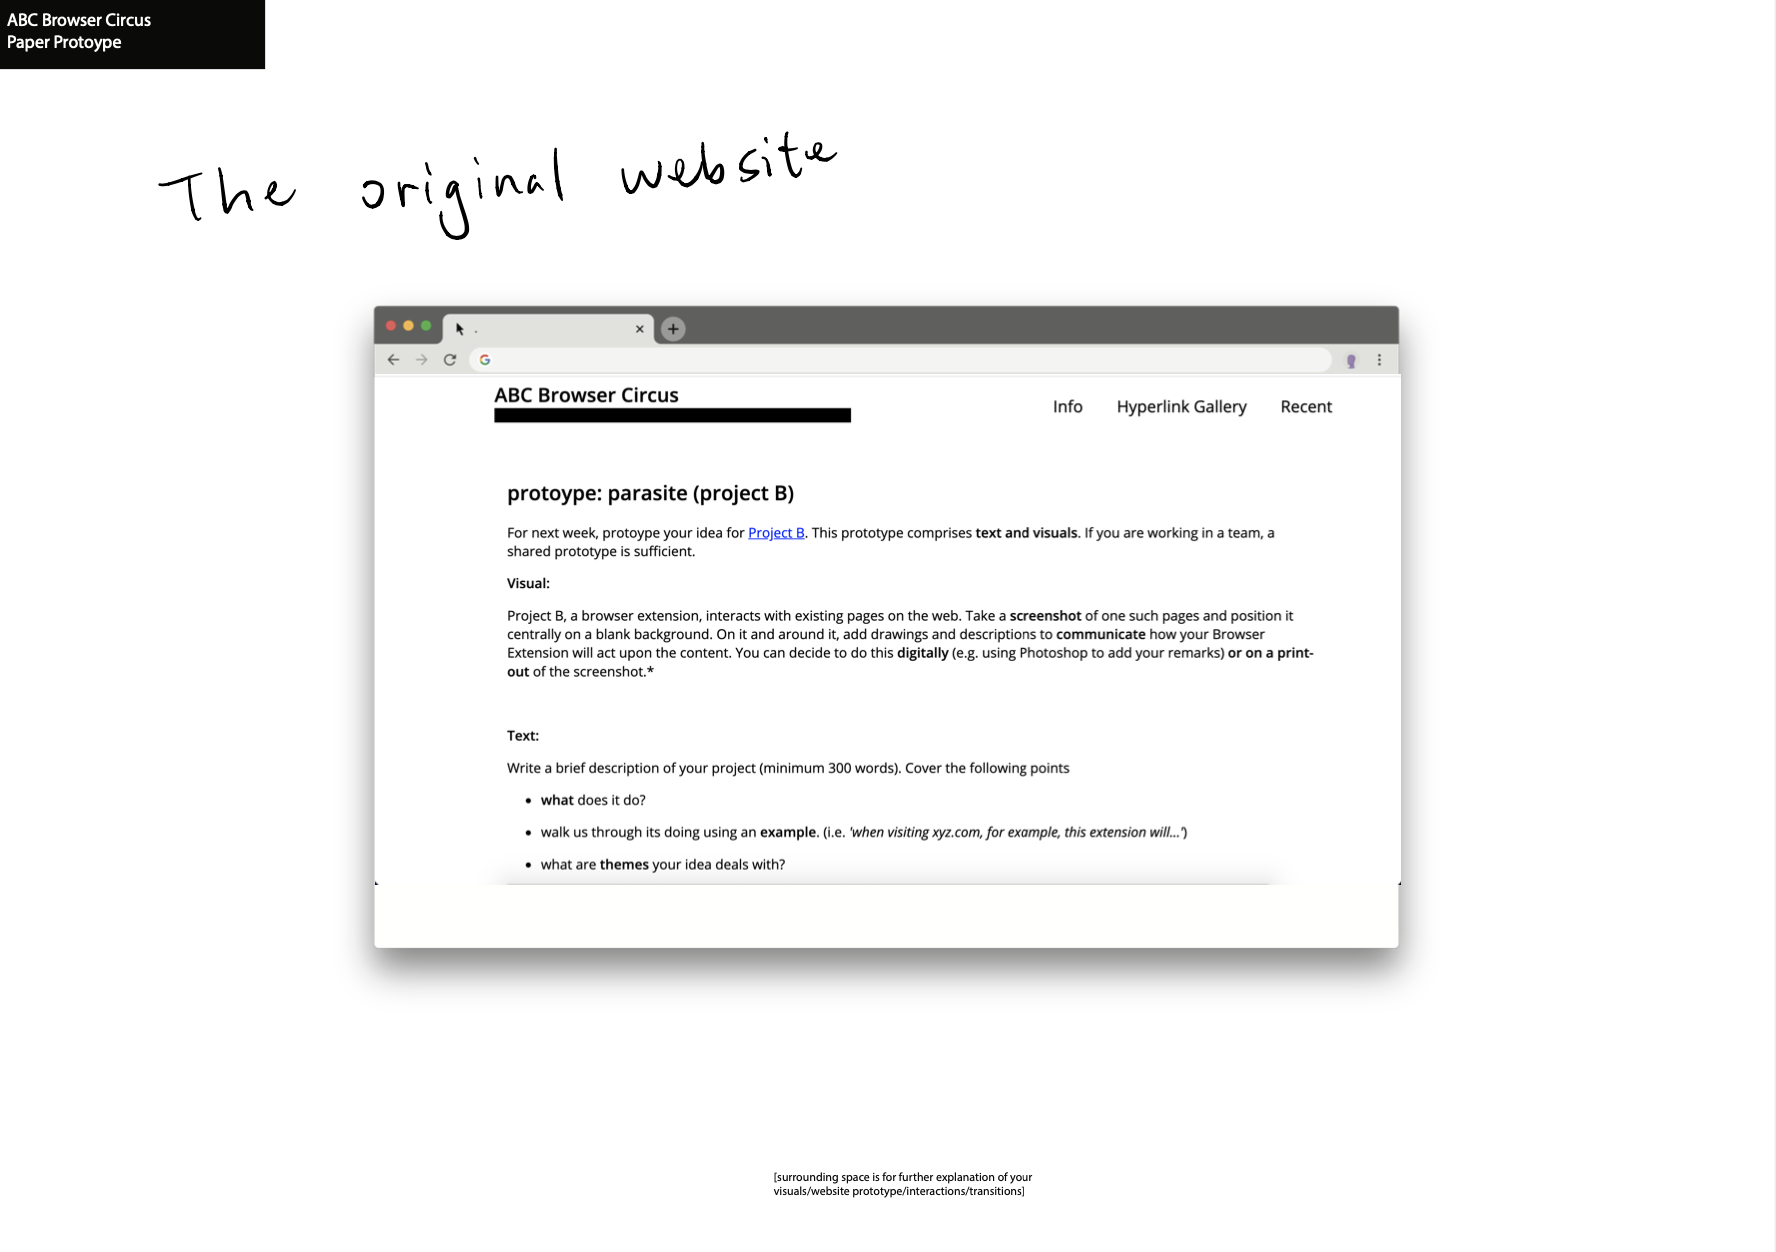 ABC Browser Circus
Paper Protoype
The original website
ABC Browser Circus
Info Hyperlink Gallery Recent
protoype: parasite (project B)
For next week, protoype your idea for Project B. This prototype comprises text and visuals. If you are working in a team, a
shared prototype is sufficient.
Visual:
Project B, a browser extension, interacts with existing pages on the web. Take a screenshot of one such pages and position it
centrally on a blank background. On it and around it, add drawings and descriptions to communicate how your Browser
Extension will act upon the content. You can decide to do this digitally (e.g. using Photoshop to add your remarks) or on a print-
out of the screenshot.*
Text:
Write a brief description of your project (minimum 300 words). Cover the following points
• what does it do?
• walk us through its doing using an example. (i.e. 'when visiting xyz.com, for example, this extension will...')
• what are themes your idea deals with?
[surrounding space is for further explanation of your
visuals/website prototype/interactions/transitions]